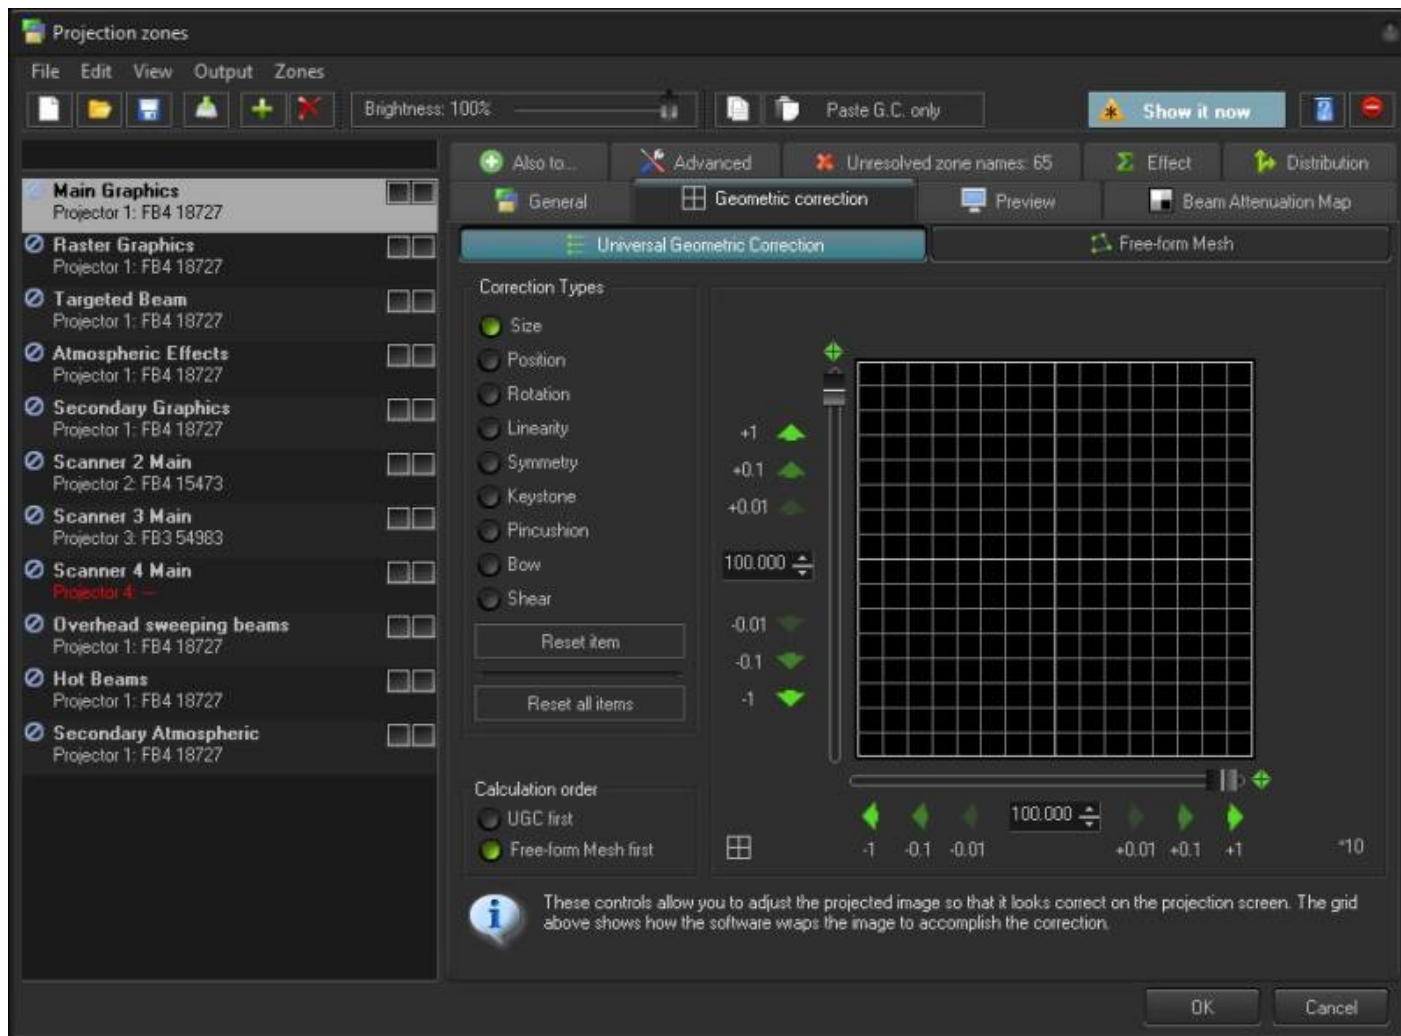 Projection zones
File Edit View Output Zones
Brightness: 100% Paste G.C. only Show it now
Also to... Advanced Unresolved zone names: 65 Effect Distribution
General Geometric correction Preview Beam Attenuation Map
Universal Geometric Correction Free-form Mesh
Main Graphics
Projector 1: FB4 18727
Raster Graphics
Projector 1: FB4 18727
Targeted Beam
Projector 1: FB4 18727
Atmospheric Effects
Projector 1: FB4 18727
Secondary Graphics
Projector 1: FB4 18727
Scanner 2 Main
Projector 2: FB4 15473
Scanner 3 Main
Projector 3: FB3 54983
Scanner 4 Main
Projector 4: ---
Overhead sweeping beams
Projector 1: FB4 18727
Hot Beams
Projector 1: FB4 18727
Secondary Atmospheric
Projector 1: FB4 18727
Correction Types
Size
Position
Rotation
Linearity
Symmetry
Keystone
Pincushion
Bow
Shear
Reset item
Reset all items
Calculation order
UGC first
Free-form Mesh first
+1
+0.1
+0.01
100.000
-0.01
-0.1
-1
100.000
-1 -0.1 -0.01 +0.01 +0.1 +1 *10
These controls allow you to adjust the projected image so that it looks correct on the projection screen. The grid
above shows how the software wraps the image to accomplish the correction.
OK Cancel